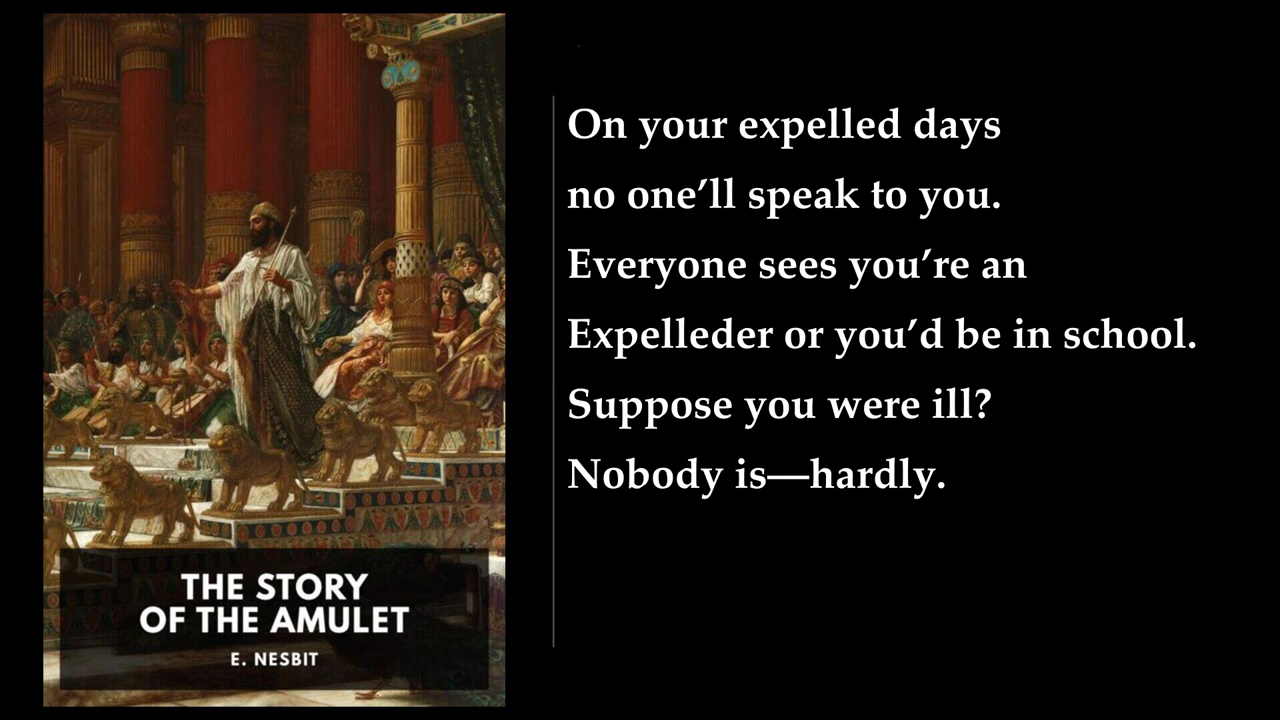 THE STORY
OF THE AMULET
E. NESBIT
On your expelled days
no one’ll speak to you.
Everyone sees you’re an
Expelleder or you’d be in school.
Suppose you were ill?
Nobody is—hardly.